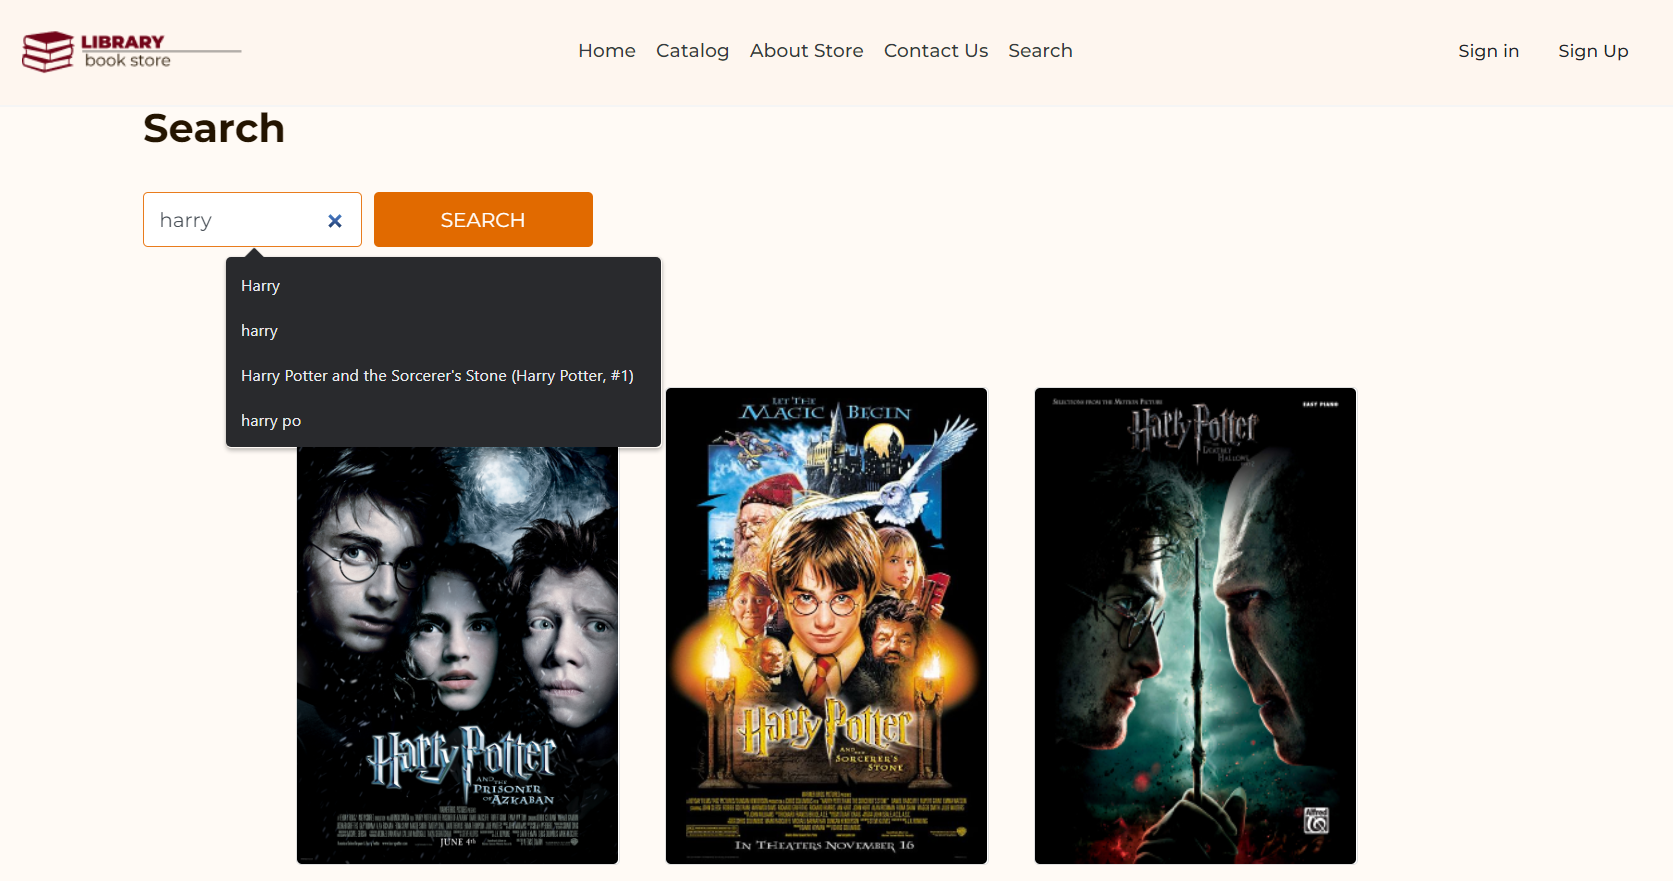 LIBRARY
book store
Home Catalog About Store Contact Us Search
Sign in Sign Up
Search
harry
SEARCH
Harry
harry
Harry Potter and the Sorcerer's Stone (Harry Potter, #1)
harry po
Harry Potter
AND THE
PRISONER
OF AZKABAN
JUNE 4th
LET THE
MAGIC BEGIN
Harry Potter
AND THE
SORCERER'S
STONE
IN THEATERS NOVEMBER 16
SELECTIONS FROM THE MOTION PICTURE
EASY PIANO
Harry Potter
DEATHLY
HALLOWS
Alfred